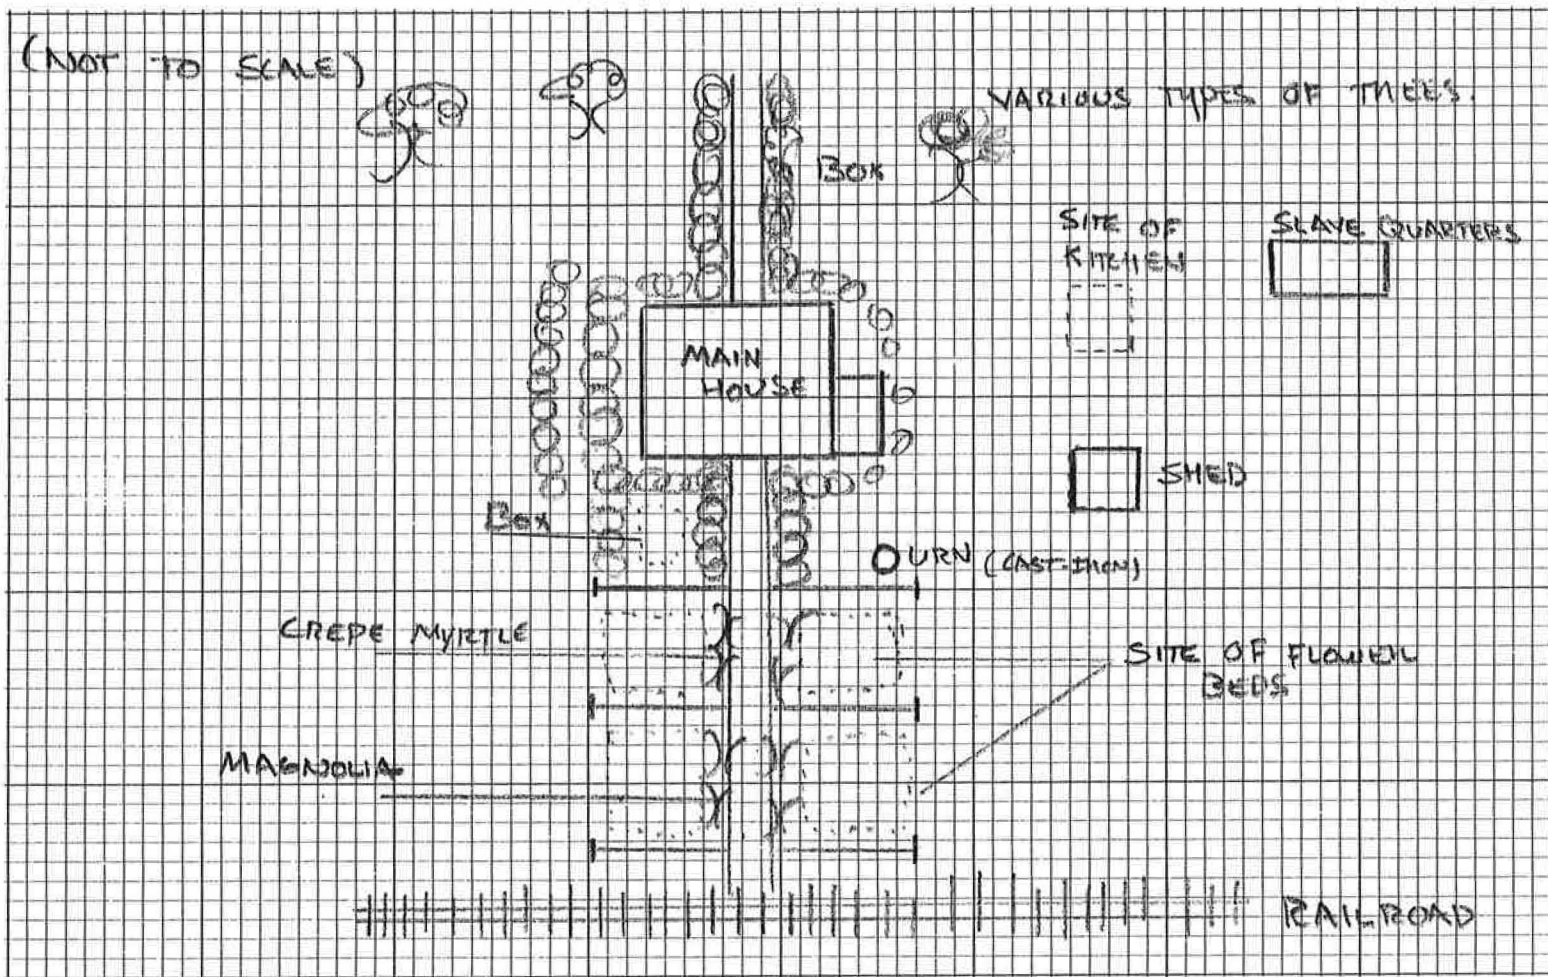 (NOT TO SCALE)
VARIOUS TYPES OF TREES.
BOX
SITE OF
KITCHEN
SLAVE QUARTERS
MAIN
HOUSE
SHED
BOX
URN (CAST-IRON)
CREPE MYRTLE
SITE OF FLOWER
BEDS
MAGNOLIA
RAILROAD